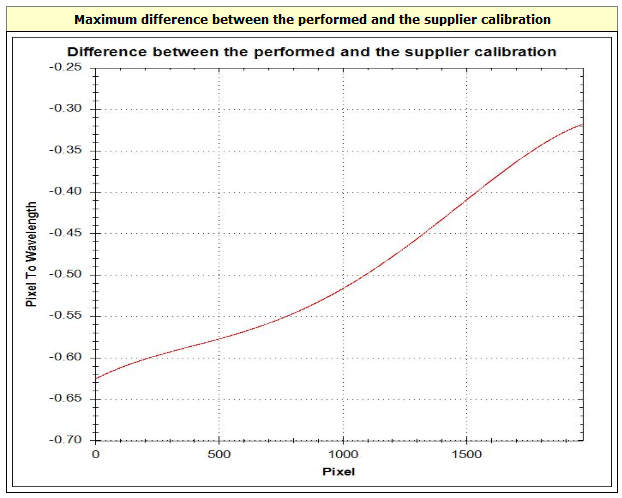 Maximum difference between the performed and the supplier calibration
Difference between the performed and the supplier calibration
-0.25
-0.30
-0.35
-0.40
-0.45
-0.50
-0.55
-0.60
-0.65
-0.70
Pixel To Wavelength
0 500 1000 1500
Pixel